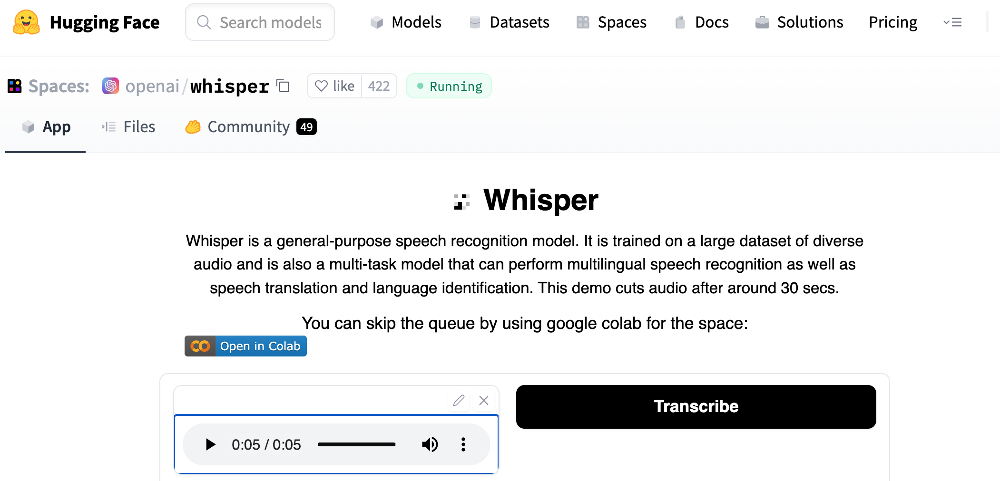 Hugging Face
Search models
Models
Datasets
Spaces
Docs
Solutions
Pricing
Spaces:
openai/whisper
like
422
Running
App
Files
Community
49
Whisper
Whisper is a general-purpose speech recognition model. It is trained on a large dataset of diverse
audio and is also a multi-task model that can perform multilingual speech recognition as well as
speech translation and language identification. This demo cuts audio after around 30 secs.
You can skip the queue by using google colab for the space:
Open in Colab
Transcribe
0:05 / 0:05